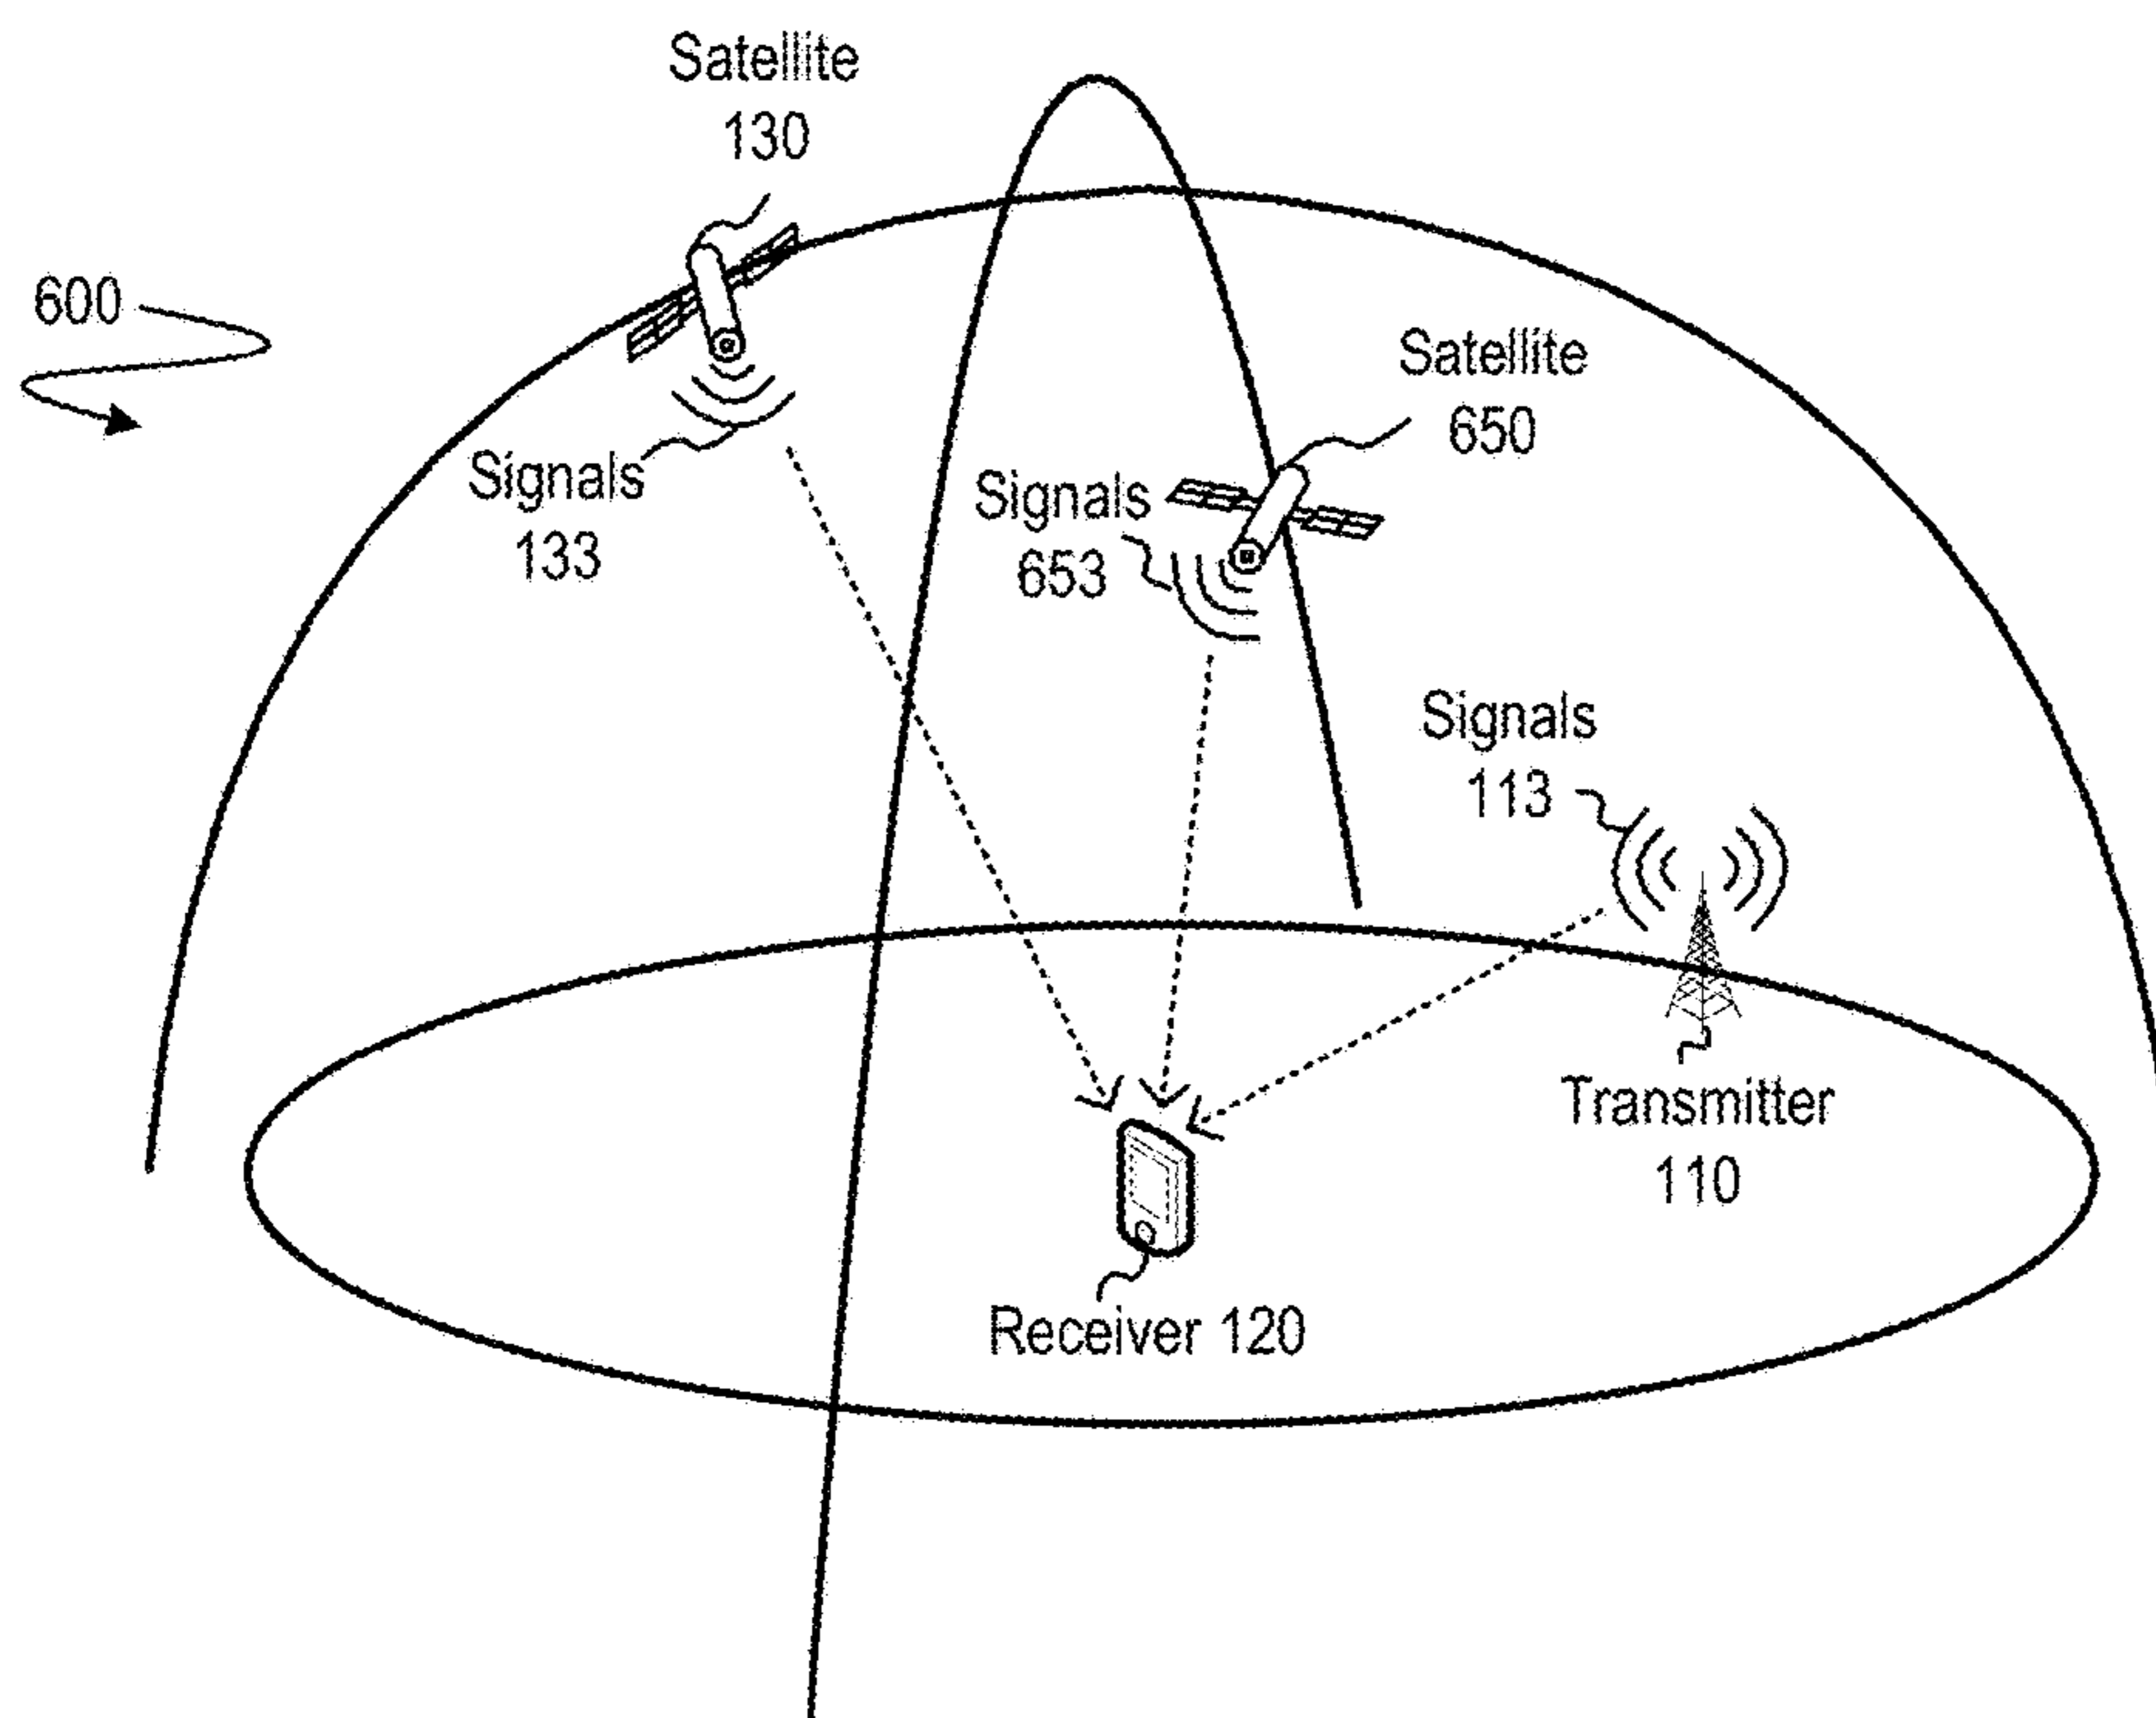 Satellite
130
600
Satellite
650
Signals
133
Signals
653
Signals
113
Transmitter
110
Receiver 120